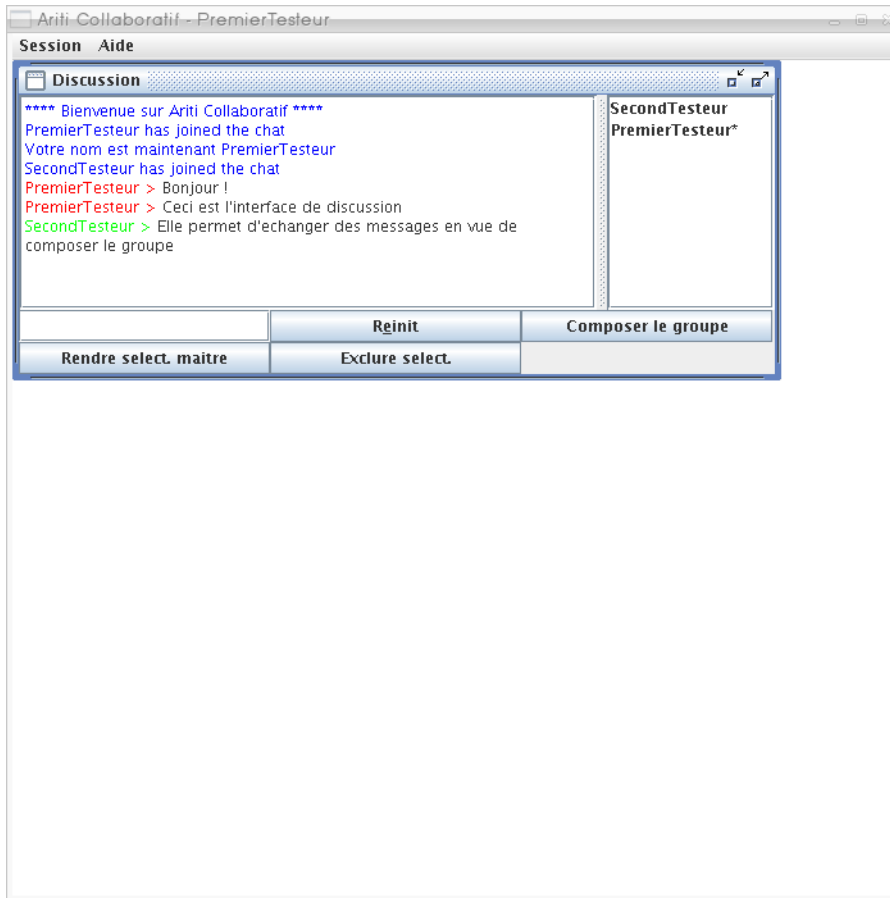 Ariti Collaboratif - PremierTesteur
Session Aide
Discussion
**** Bienvenue sur Ariti Collaboratif ****
PremierTesteur has joined the chat
Votre nom est maintenant PremierTesteur
SecondTesteur has joined the chat
PremierTesteur > Bonjour !
PremierTesteur > Ceci est l'interface de discussion
SecondTesteur > Elle permet d'echanger des messages en vue de
composer le groupe
SecondTesteur
PremierTesteur*
Reinit
Composer le groupe
Rendre select. maitre
Exclure select.